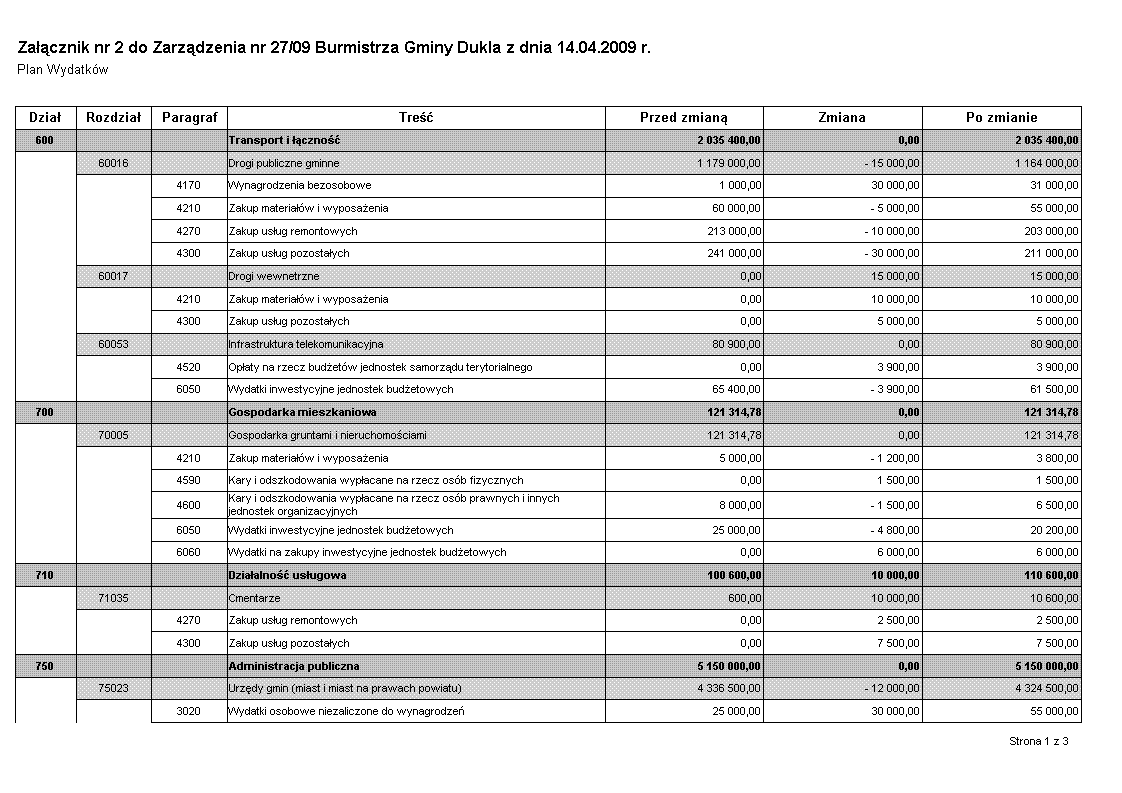 Załącznik nr 2 do Zarządzenia nr 27/09 Burmistrza Gminy Dukla z dnia 14.04.2009 r.
Plan Wydatków
Dział Rozdział Paragraf Treść Przed zmianą Zmiana Po zmianie
600 Transport i łączność 2 035 400,00 0,00 2 035 400,00
60016 Drogi publiczne gminne 1 179 000,00 - 15 000,00 1 164 000,00
4170 Wynagrodzenia bezosobowe 1 000,00 30 000,00 31 000,00
4210 Zakup materiałów i wyposażenia 60 000,00 - 5 000,00 55 000,00
4270 Zakup usług remontowych 213 000,00 - 10 000,00 203 000,00
4300 Zakup usług pozostałych 241 000,00 - 30 000,00 211 000,00
60017 Drogi wewnetrzne 0,00 15 000,00 15 000,00
4210 Zakup materiałów i wyposażenia 0,00 10 000,00 10 000,00
4300 Zakup usług pozostałych 0,00 5 000,00 5 000,00
60053 Infrastruktura telekomunikacyjna 80 900,00 0,00 80 900,00
4520 Opłaty na rzecz budżetów jednostek samorządu terytorialnego 0,00 3 900,00 3 900,00
6050 Wydatki inwestycyjne jednostek budżetowych 65 400,00 - 3 900,00 61 500,00
700 Gospodarka mieszkaniowa 121 314,78 0,00 121 314,78
70005 Gospodarka gruntami i nieruchomościami 121 314,78 0,00 121 314,78
4210 Zakup materiałów i wyposażenia 5 000,00 - 1 200,00 3 800,00
4590 Kary i odszkodowania wypłacane na rzecz osób fizycznych 0,00 1 500,00 1 500,00
4600 Kary i odszkodowania wypłacane na rzecz osób prawnych i innych
jednostek organizacyjnych 8 000,00 - 1 500,00 6 500,00
6050 Wydatki inwestycyjne jednostek budżetowych 25 000,00 - 4 800,00 20 200,00
6060 Wydatki na zakupy inwestycyjne jednostek budżetowych 0,00 6 000,00 6 000,00
710 Działalność usługowa 100 600,00 10 000,00 110 600,00
71035 Cmentarze 600,00 10 000,00 10 600,00
4270 Zakup usług remontowych 0,00 2 500,00 2 500,00
4300 Zakup usług pozostałych 0,00 7 500,00 7 500,00
750 Administracja publiczna 5 150 000,00 0,00 5 150 000,00
75023 Urzędy gmin (miast i miast na prawach powiatu) 4 336 500,00 - 12 000,00 4 324 500,00
3020 Wydatki osobowe niezaliczone do wynagrodzeń 25 000,00 30 000,00 55 000,00
Strona 1 z 3